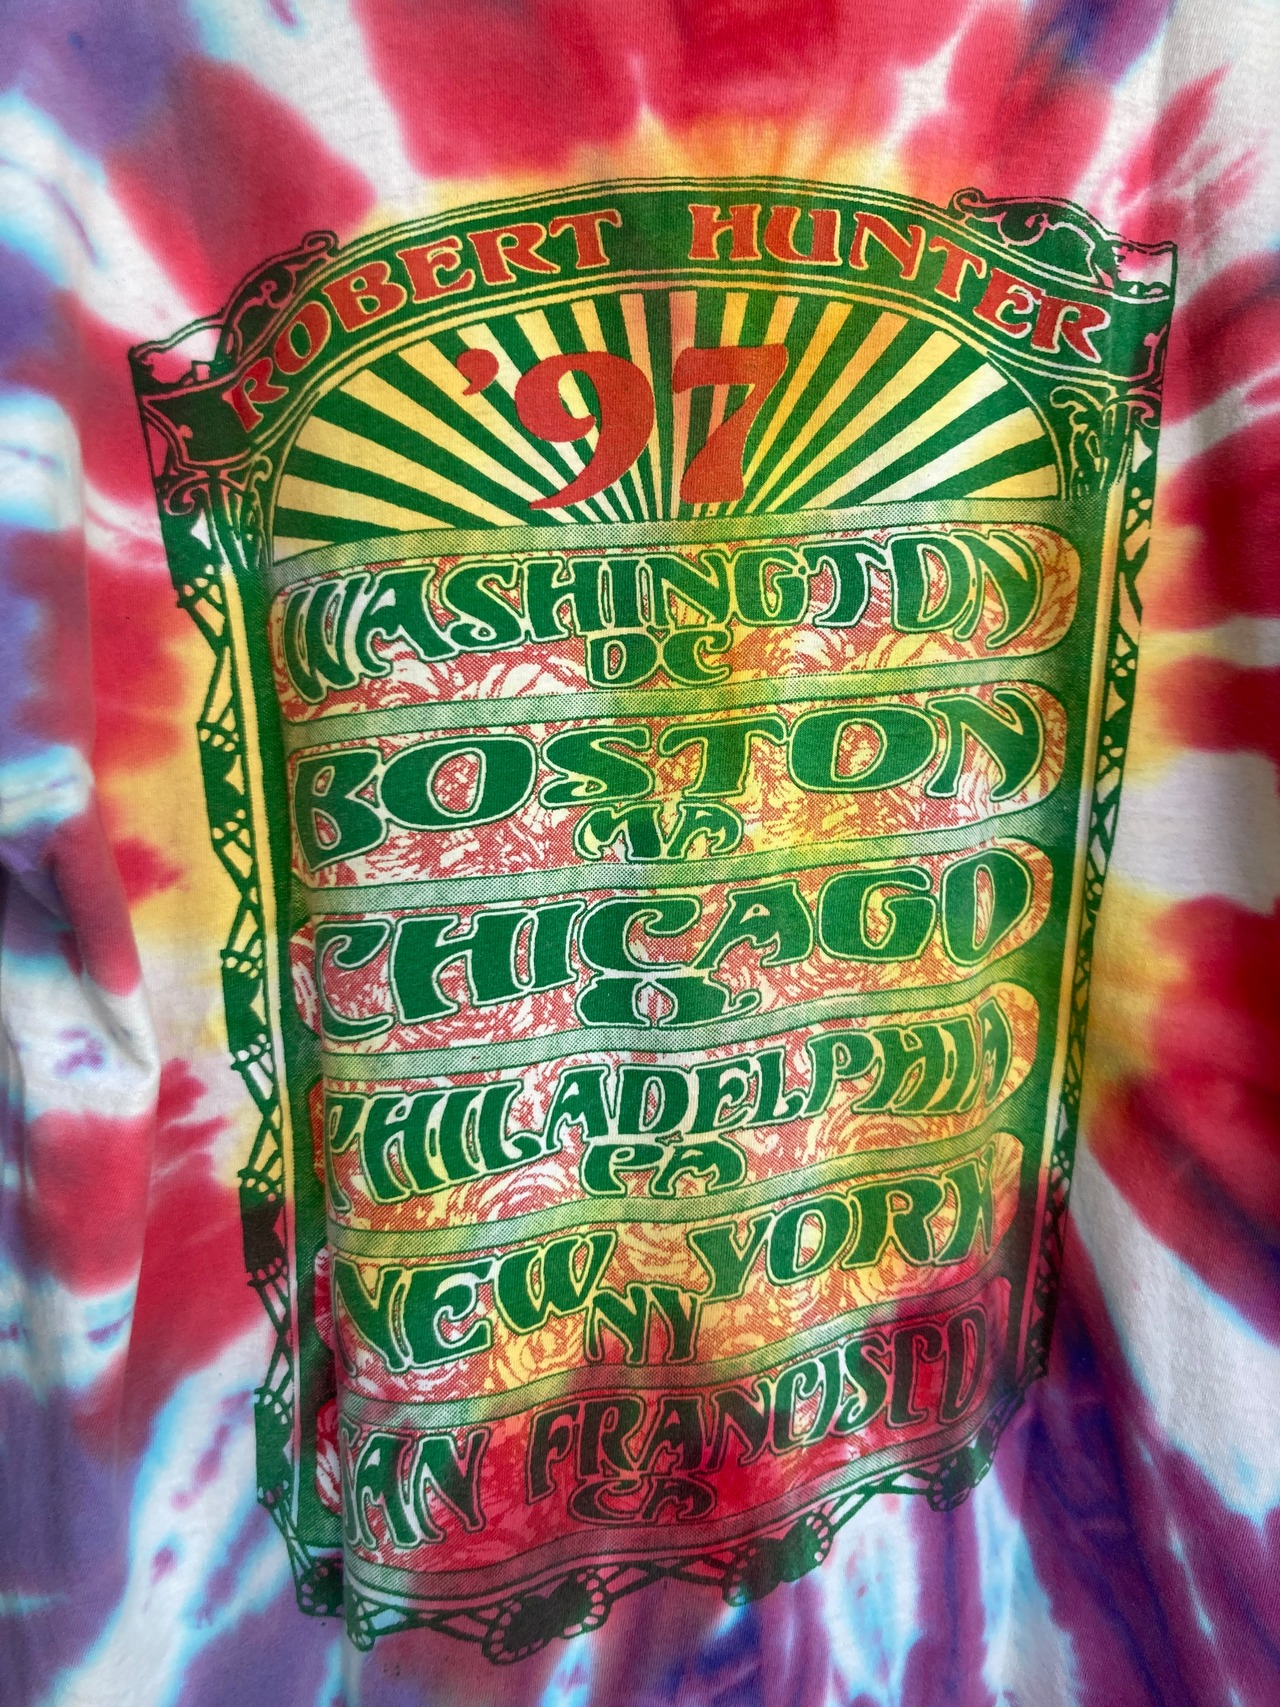 ROBERT HUNTER
'97
WASHINGTON
DC
BOSTON
MA
CHICAGO
IL
PHILADELPHIA
PA
NEW YORK
NY
SAN FRANCISCO
CA